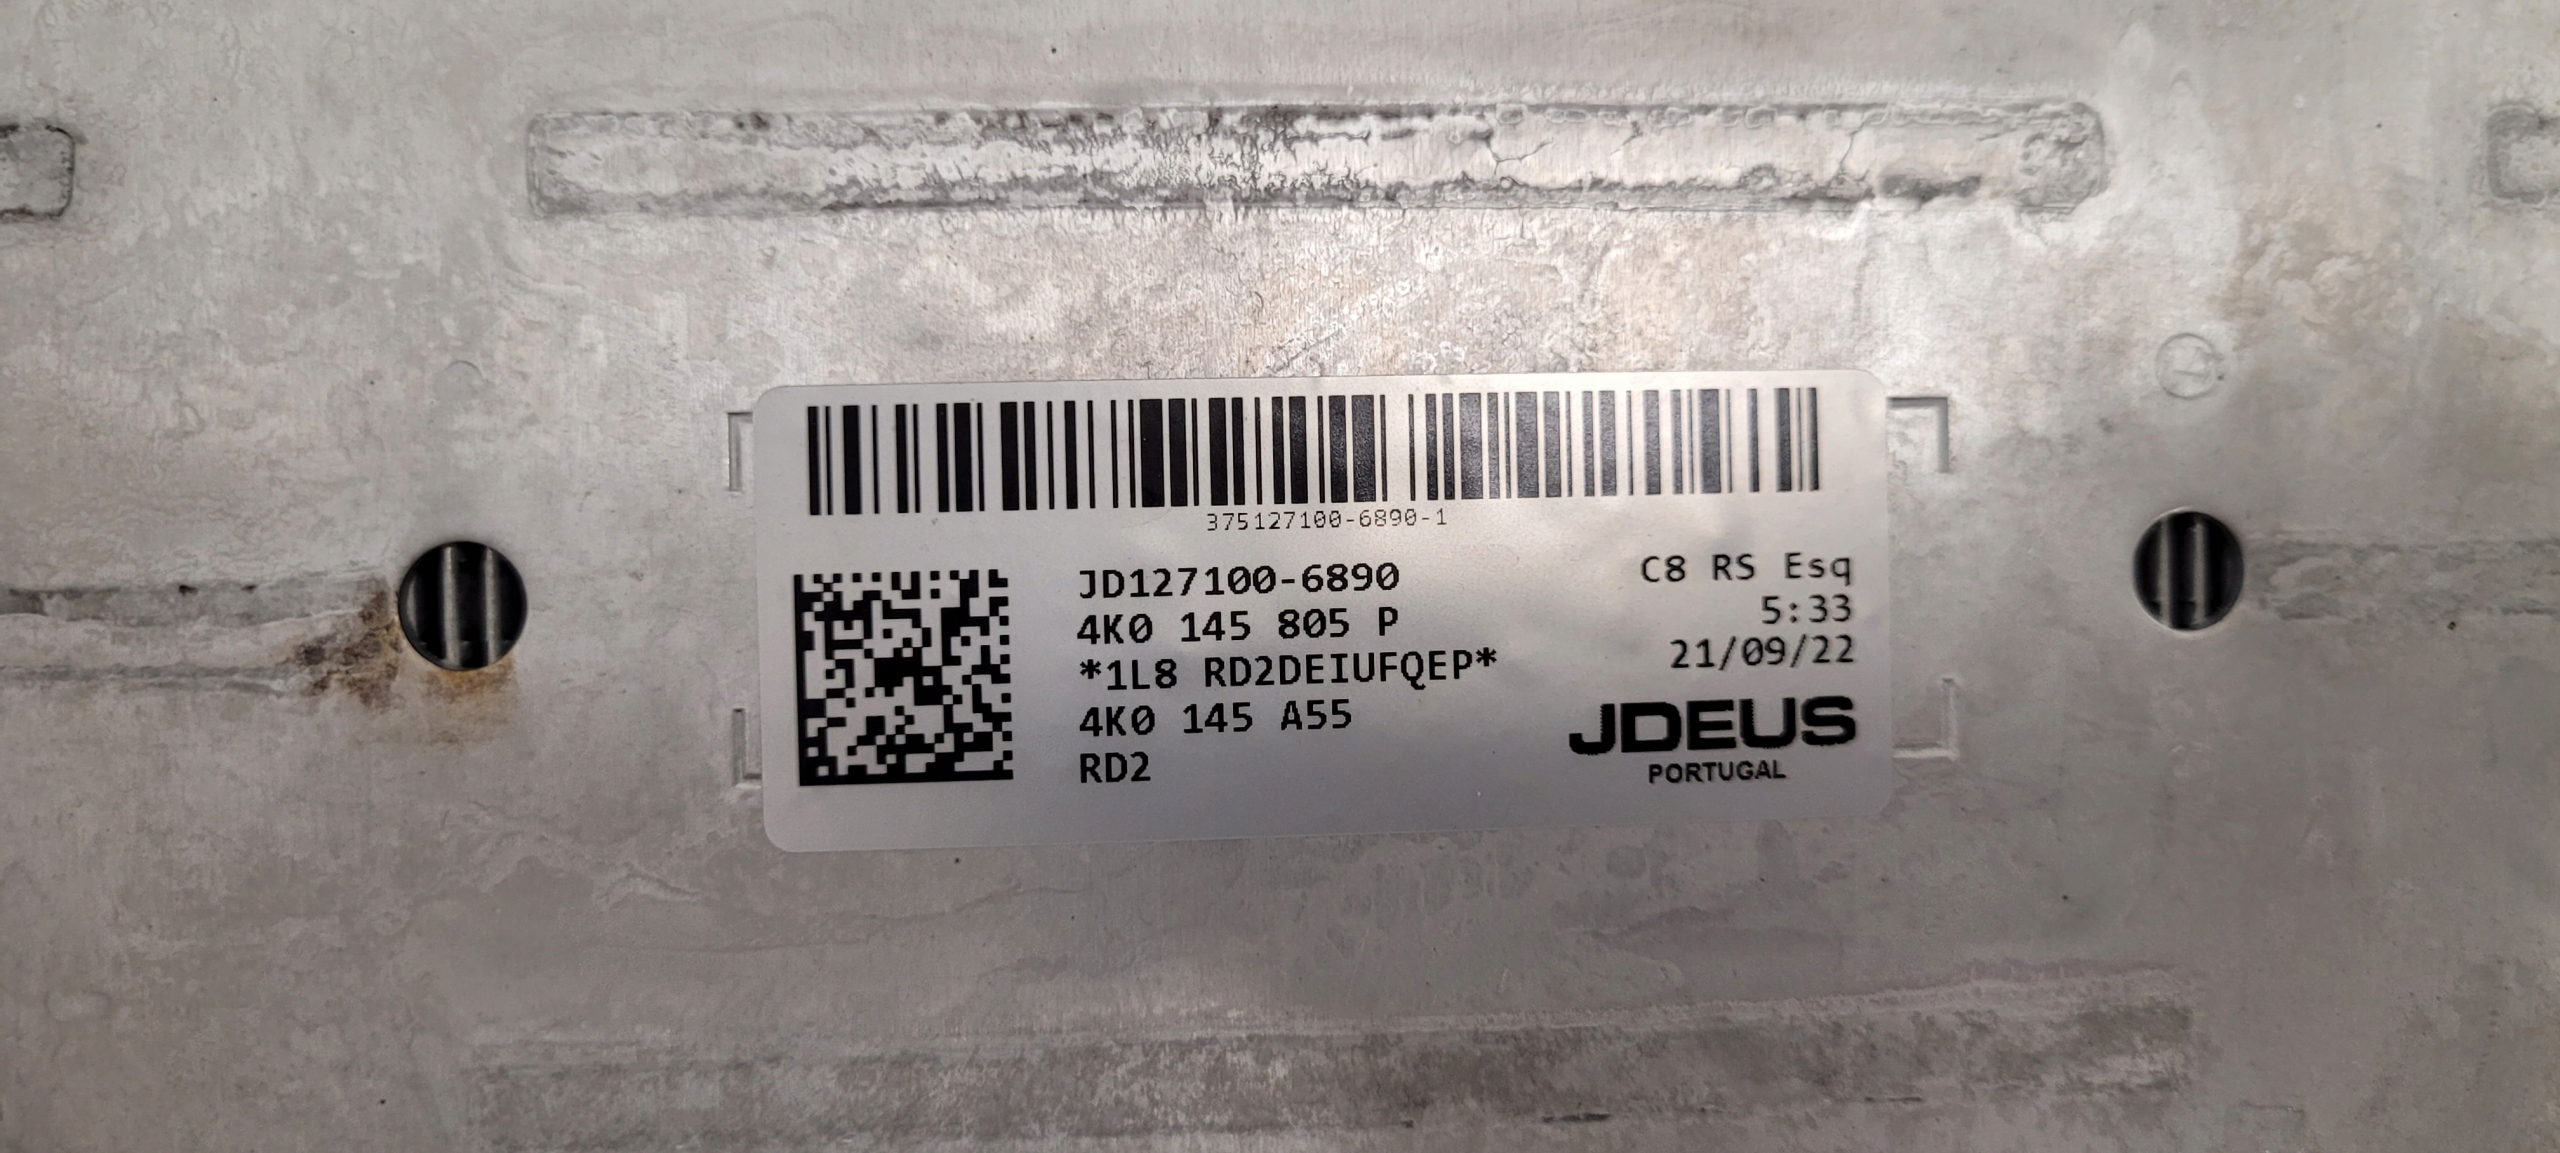 375127100-6890-1
JD127100-6890
4K0 145 805 P
*1L8 RD2DEIUFQEP*
4K0 145 A55
RD2
C8 RS Esq
5:33
21/09/22
JDEUS
PORTUGAL